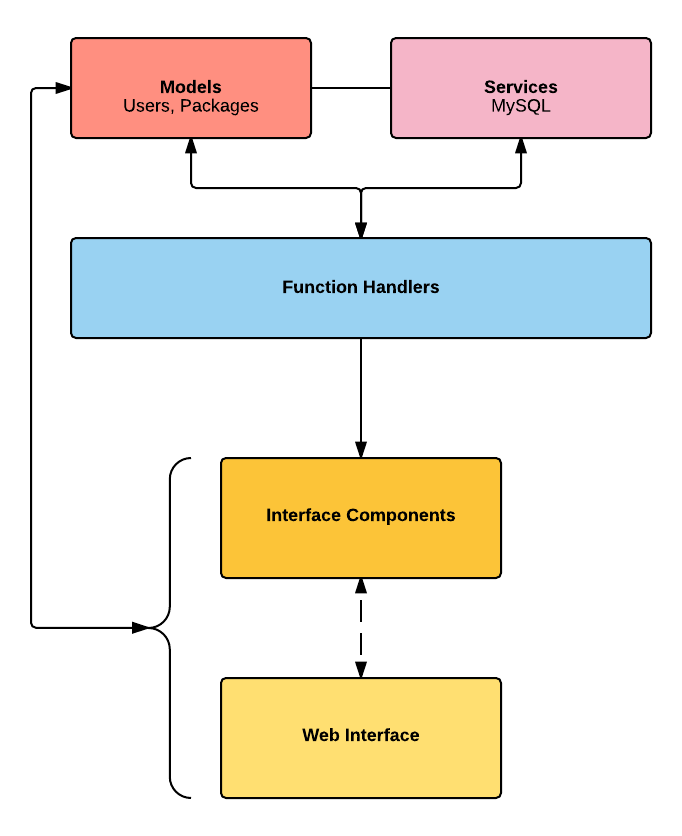 Models
Users, Packages
Services
MySQL
Function Handlers
Interface Components
Web Interface